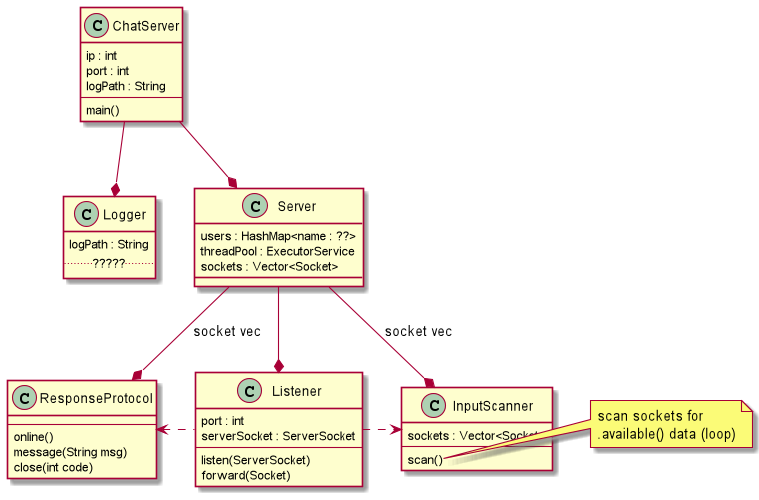 C ChatServer
ip : int
port : int
logPath : String
main()
C Logger
logPath : String
?????
C Server
users : HashMap<name : ??>
threadPool : ExecutorService
sockets : Vector<Socket>
socket vec
socket vec
C ResponseProtocol
online()
message(String msg)
close(int code)
C Listener
port : int
serverSocket : ServerSocket
listen(ServerSocket)
forward(Socket)
C InputScanner
sockets : Vector<Socket
scan()
scan sockets for
.available() data (loop)